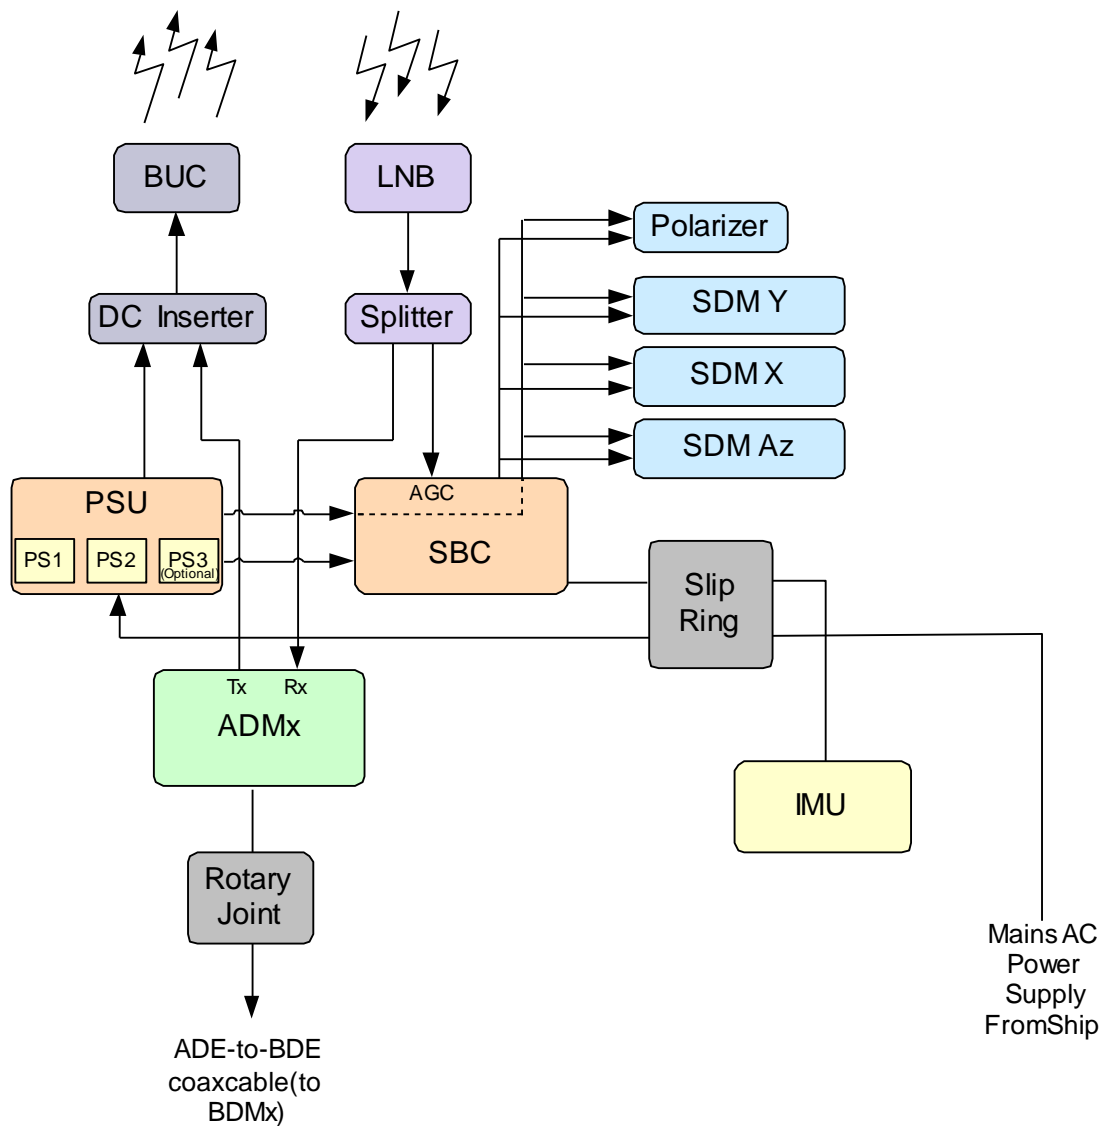 BUC
LNB
Polarizer
DC Inserter
Splitter
SDM Y
SDM X
SDM Az
PSU
PS1
PS2
PS3
(Optional)
AGC
SBC
Slip
Ring
Tx
Rx
ADMx
IMU
Rotary
Joint
Mains AC
Power
Supply
FromShip
ADE-to-BDE
coaxcable(to
BDMx)